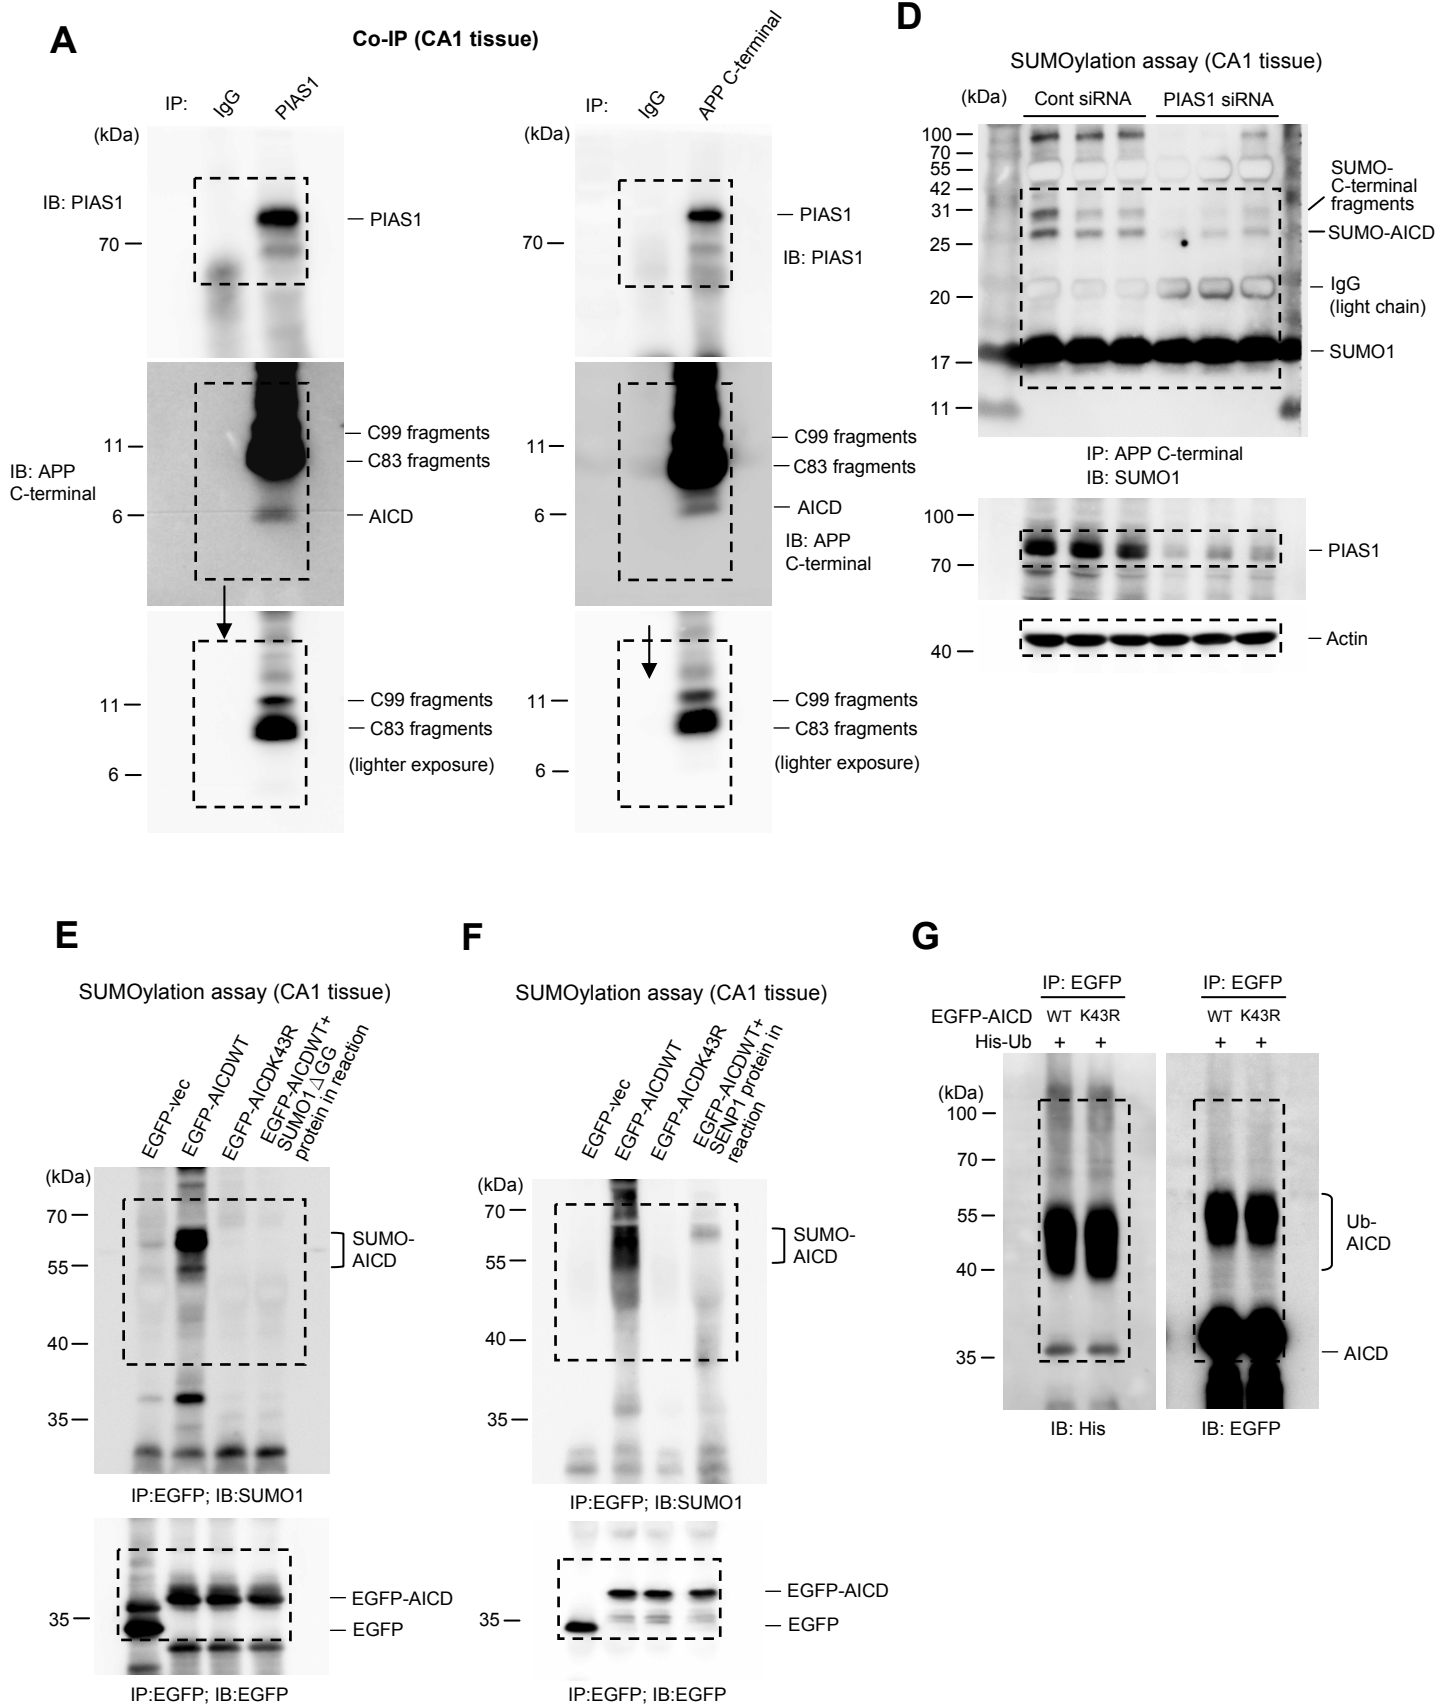 A
Co-IP (CA1 tissue)
IP:
IgG
PIAS1
(kDa)
IB: PIAS1
PIAS1
70
IB: APP
C-terminal
11
6
C99 fragments
C83 fragments
AICD
11
6
C99 fragments
C83 fragments
(lighter exposure)
IP:
IgG
APP C-terminal
(kDa)
70
PIAS1
IB: PIAS1
11
6
C99 fragments
C83 fragments
AICD
IB: APP
C-terminal
11
6
C99 fragments
C83 fragments
(lighter exposure)
D
SUMOylation assay (CA1 tissue)
(kDa)
Cont siRNA
PIAS1 siRNA
100
70
55
42
31
25
20
17
11
SUMO-
C-terminal
fragments
SUMO-AICD
IgG
(light chain)
SUMO1
IP: APP C-terminal
IB: SUMO1
100
70
PIAS1
40
Actin
E
SUMOylation assay (CA1 tissue)
EGFP-vec
EGFP-AICDWT
EGFP-AICDK43R
EGFP-AICDWT+
SUMO1△GG
protein in reaction
(kDa)
70
55
40
35
SUMO-
AICD
IP:EGFP; IB:SUMO1
35
EGFP-AICD
EGFP
IP:EGFP; IB:EGFP
F
SUMOylation assay (CA1 tissue)
EGFP-vec
EGFP-AICDWT
EGFP-AICDK43R
EGFP-AICDWT+
SENP1 protein in
reaction
(kDa)
70
55
40
35
SUMO-
AICD
IP:EGFP; IB:SUMO1
35
EGFP-AICD
EGFP
IP:EGFP; IB:EGFP
G
IP: EGFP
IP: EGFP
EGFP-AICD WT K43R WT K43R
His-Ub + + + +
(kDa)
100
70
55
40
35
Ub-
AICD
AICD
IB: His
IB: EGFP